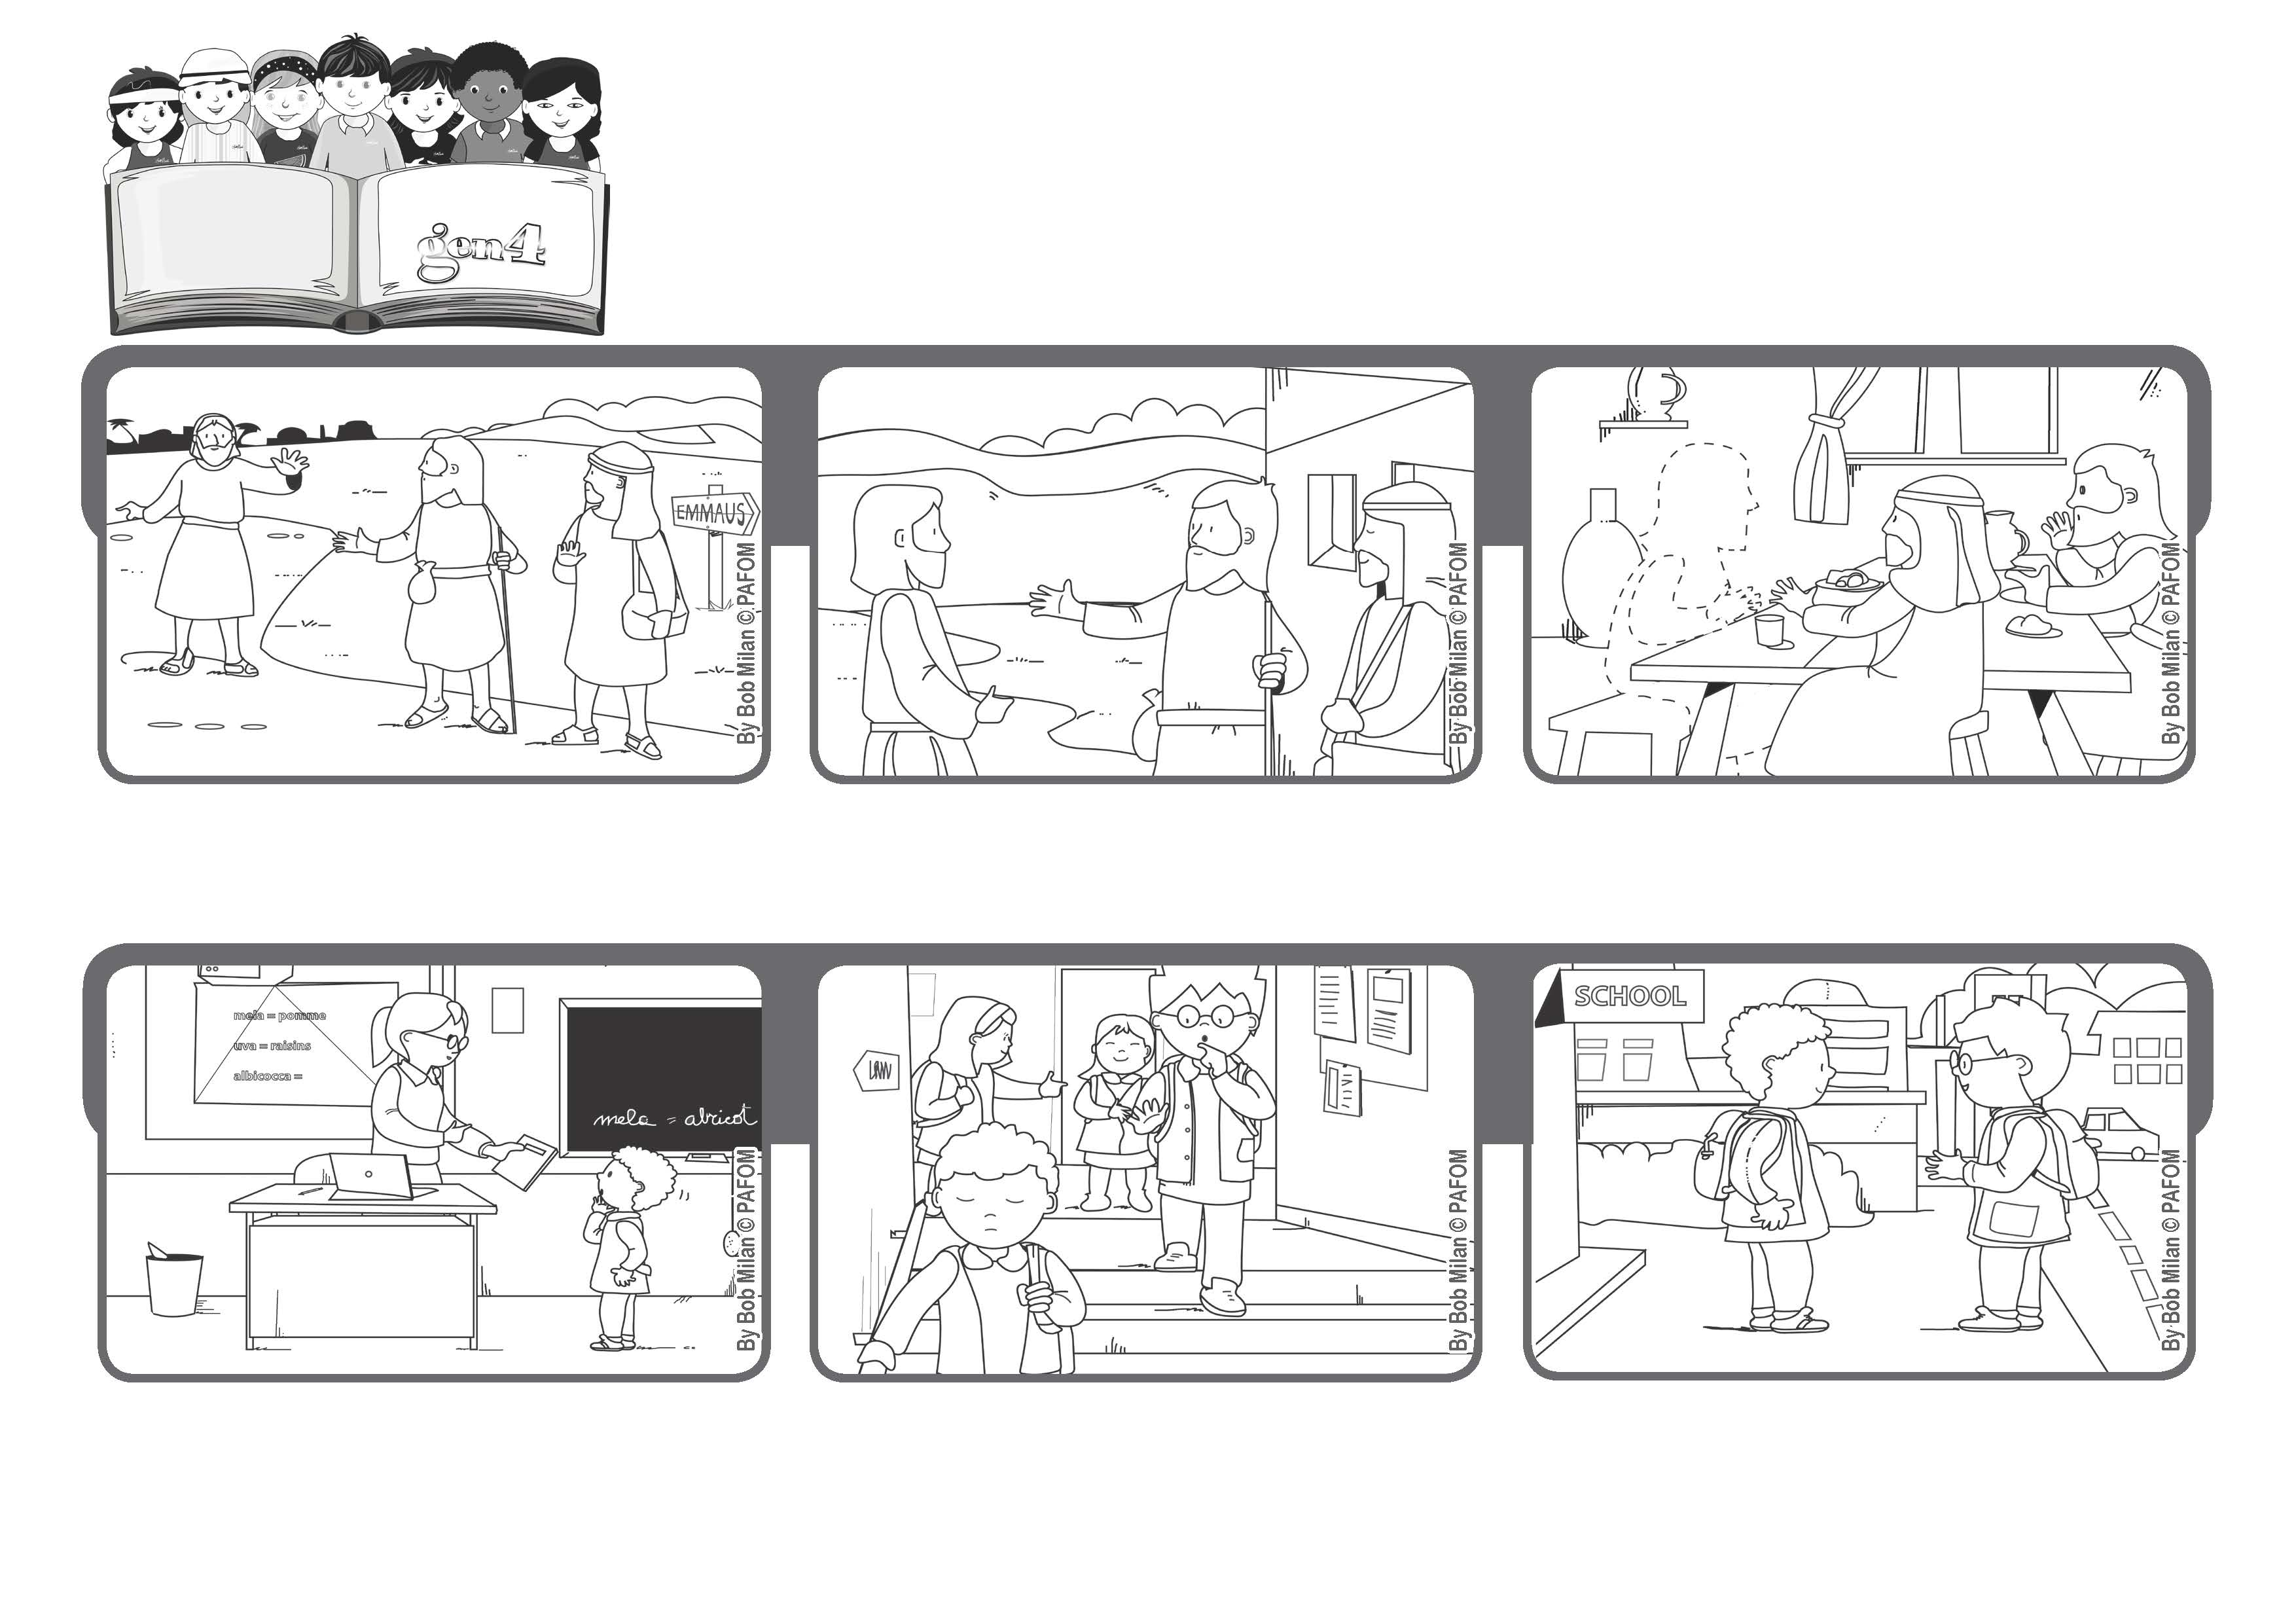 gen4
EMMAUS
By Bob Milan © PAFOM
By Bob Milan © PAFOM
By Bob Milan © PAFOM
mela = pomme
uva = raisins
albicocca =
mela = abricot
By Bob Milan © PAFOM
By Bob Milan © PAFOM
SCHOOL
By Bob Milan © PAFOM